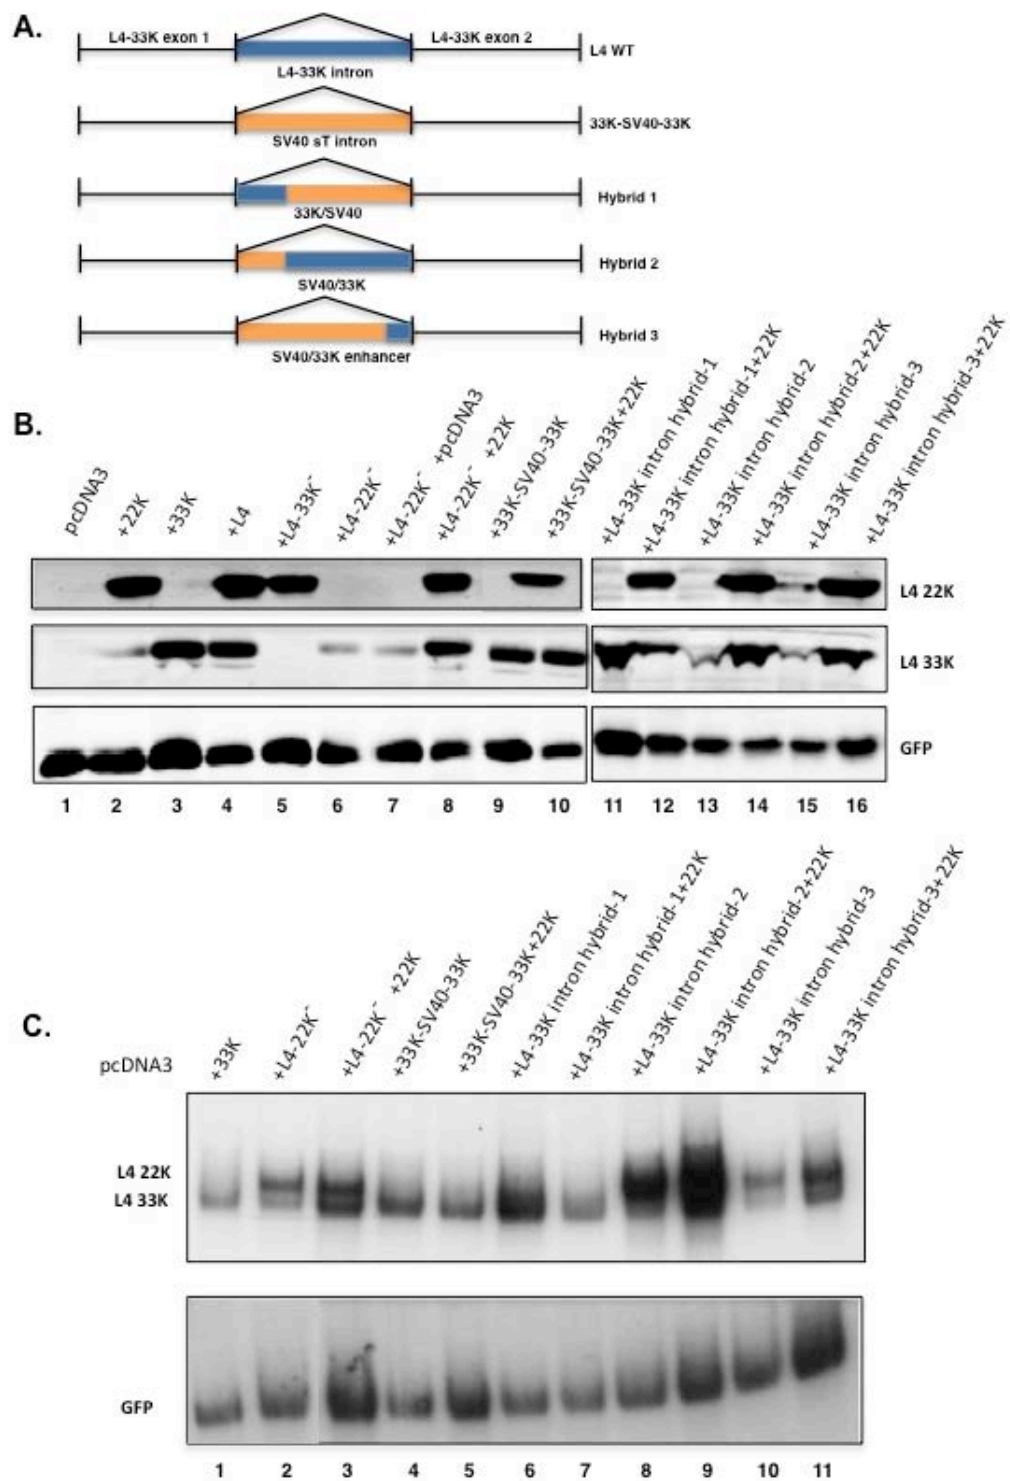 A.
L4-33K exon 1
L4-33K exon 2
L4 WT
L4-33K intron
33K-SV40-33K
SV40 sT intron
Hybrid 1
33K/SV40
Hybrid 2
SV40/33K
Hybrid 3
SV40/33K enhancer
B.
pcDNA3
+22K
+33K
+L4
+L4-33K-
+L4-22K-
+L4-22K- +pcDNA3
+L4-22K- +22K
+33K-SV40-33K
+33K-SV40-33K+22K
+L4-33K intron hybrid-1
+L4-33K intron hybrid-1+22K
+L4-33K intron hybrid-2
+L4-33K intron hybrid-2+22K
+L4-33K intron hybrid-3
+L4-33K intron hybrid-3+22K
L4 22K
L4 33K
GFP
1 2 3 4 5 6 7 8 9 10 11 12 13 14 15 16
C.
pcDNA3
+33K
+L4-22K-
+L4-22K- +22K
+33K-SV40-33K
+33K-SV40-33K+22K
+L4-33K intron hybrid-1
+L4-33K intron hybrid-1+22K
+L4-33K intron hybrid-2
+L4-33K intron hybrid-2+22K
+L4-33K intron hybrid-3
+L4-33K intron hybrid-3+22K
L4 22K
L4 33K
GFP
1 2 3 4 5 6 7 8 9 10 11